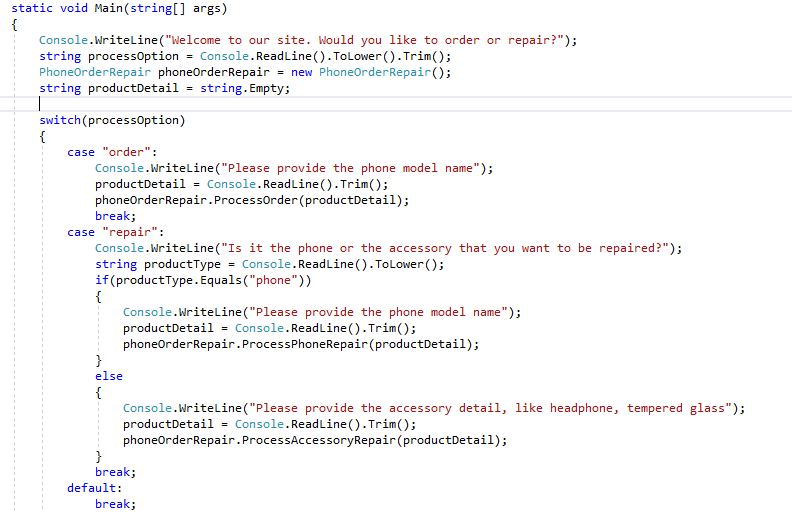 static void Main(string[] args)
{
Console.WriteLine("Welcome to our site. Would you like to order or repair?");
string processOption = Console.ReadLine().ToLower().Trim();
PhoneOrderRepair phoneOrderRepair = new PhoneOrderRepair();
string productDetail = string.Empty;
switch(processOption)
{
case "order":
Console.WriteLine("Please provide the phone model name");
productDetail = Console.ReadLine().Trim();
phoneOrderRepair.ProcessOrder(productDetail);
break;
case "repair":
Console.WriteLine("Is it the phone or the accessory that you want to be repaired?");
string productType = Console.ReadLine().ToLower();
if(productType.Equals("phone"))
{
Console.WriteLine("Please provide the phone model name");
productDetail = Console.ReadLine().Trim();
phoneOrderRepair.ProcessPhoneRepair(productDetail);
}
else
{
Console.WriteLine("Please provide the accessory detail, like headphone, tempered glass");
productDetail = Console.ReadLine().Trim();
phoneOrderRepair.ProcessAccessoryRepair(productDetail);
}
break;
default:
break;